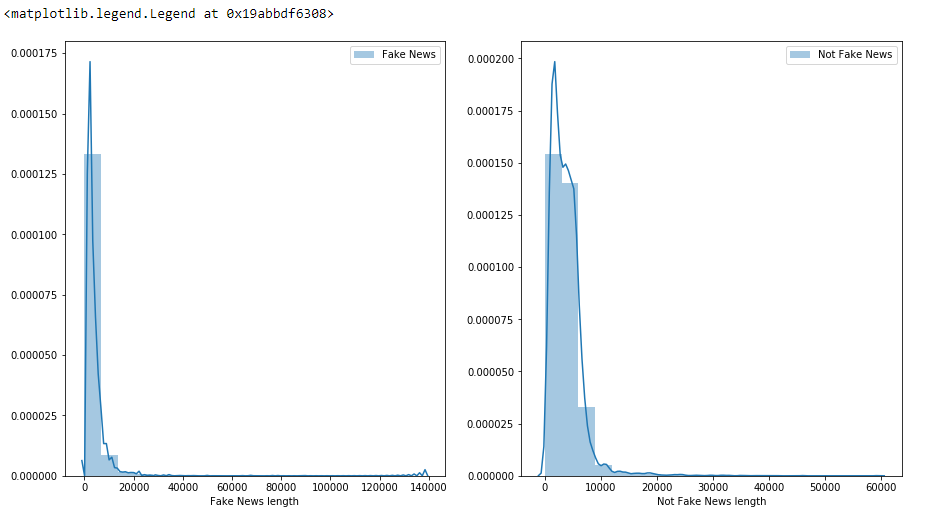 <matplotlib.legend.Legend at 0x19abbdf6308>
Fake News
0.000175
0.000150
0.000125
0.000100
0.000075
0.000050
0.000025
0.000000
0 20000 40000 60000 80000 100000 120000 140000
Fake News length
Not Fake News
0.000200
0.000175
0.000150
0.000125
0.000100
0.000075
0.000050
0.000025
0.000000
0 10000 20000 30000 40000 50000 60000
Not Fake News length